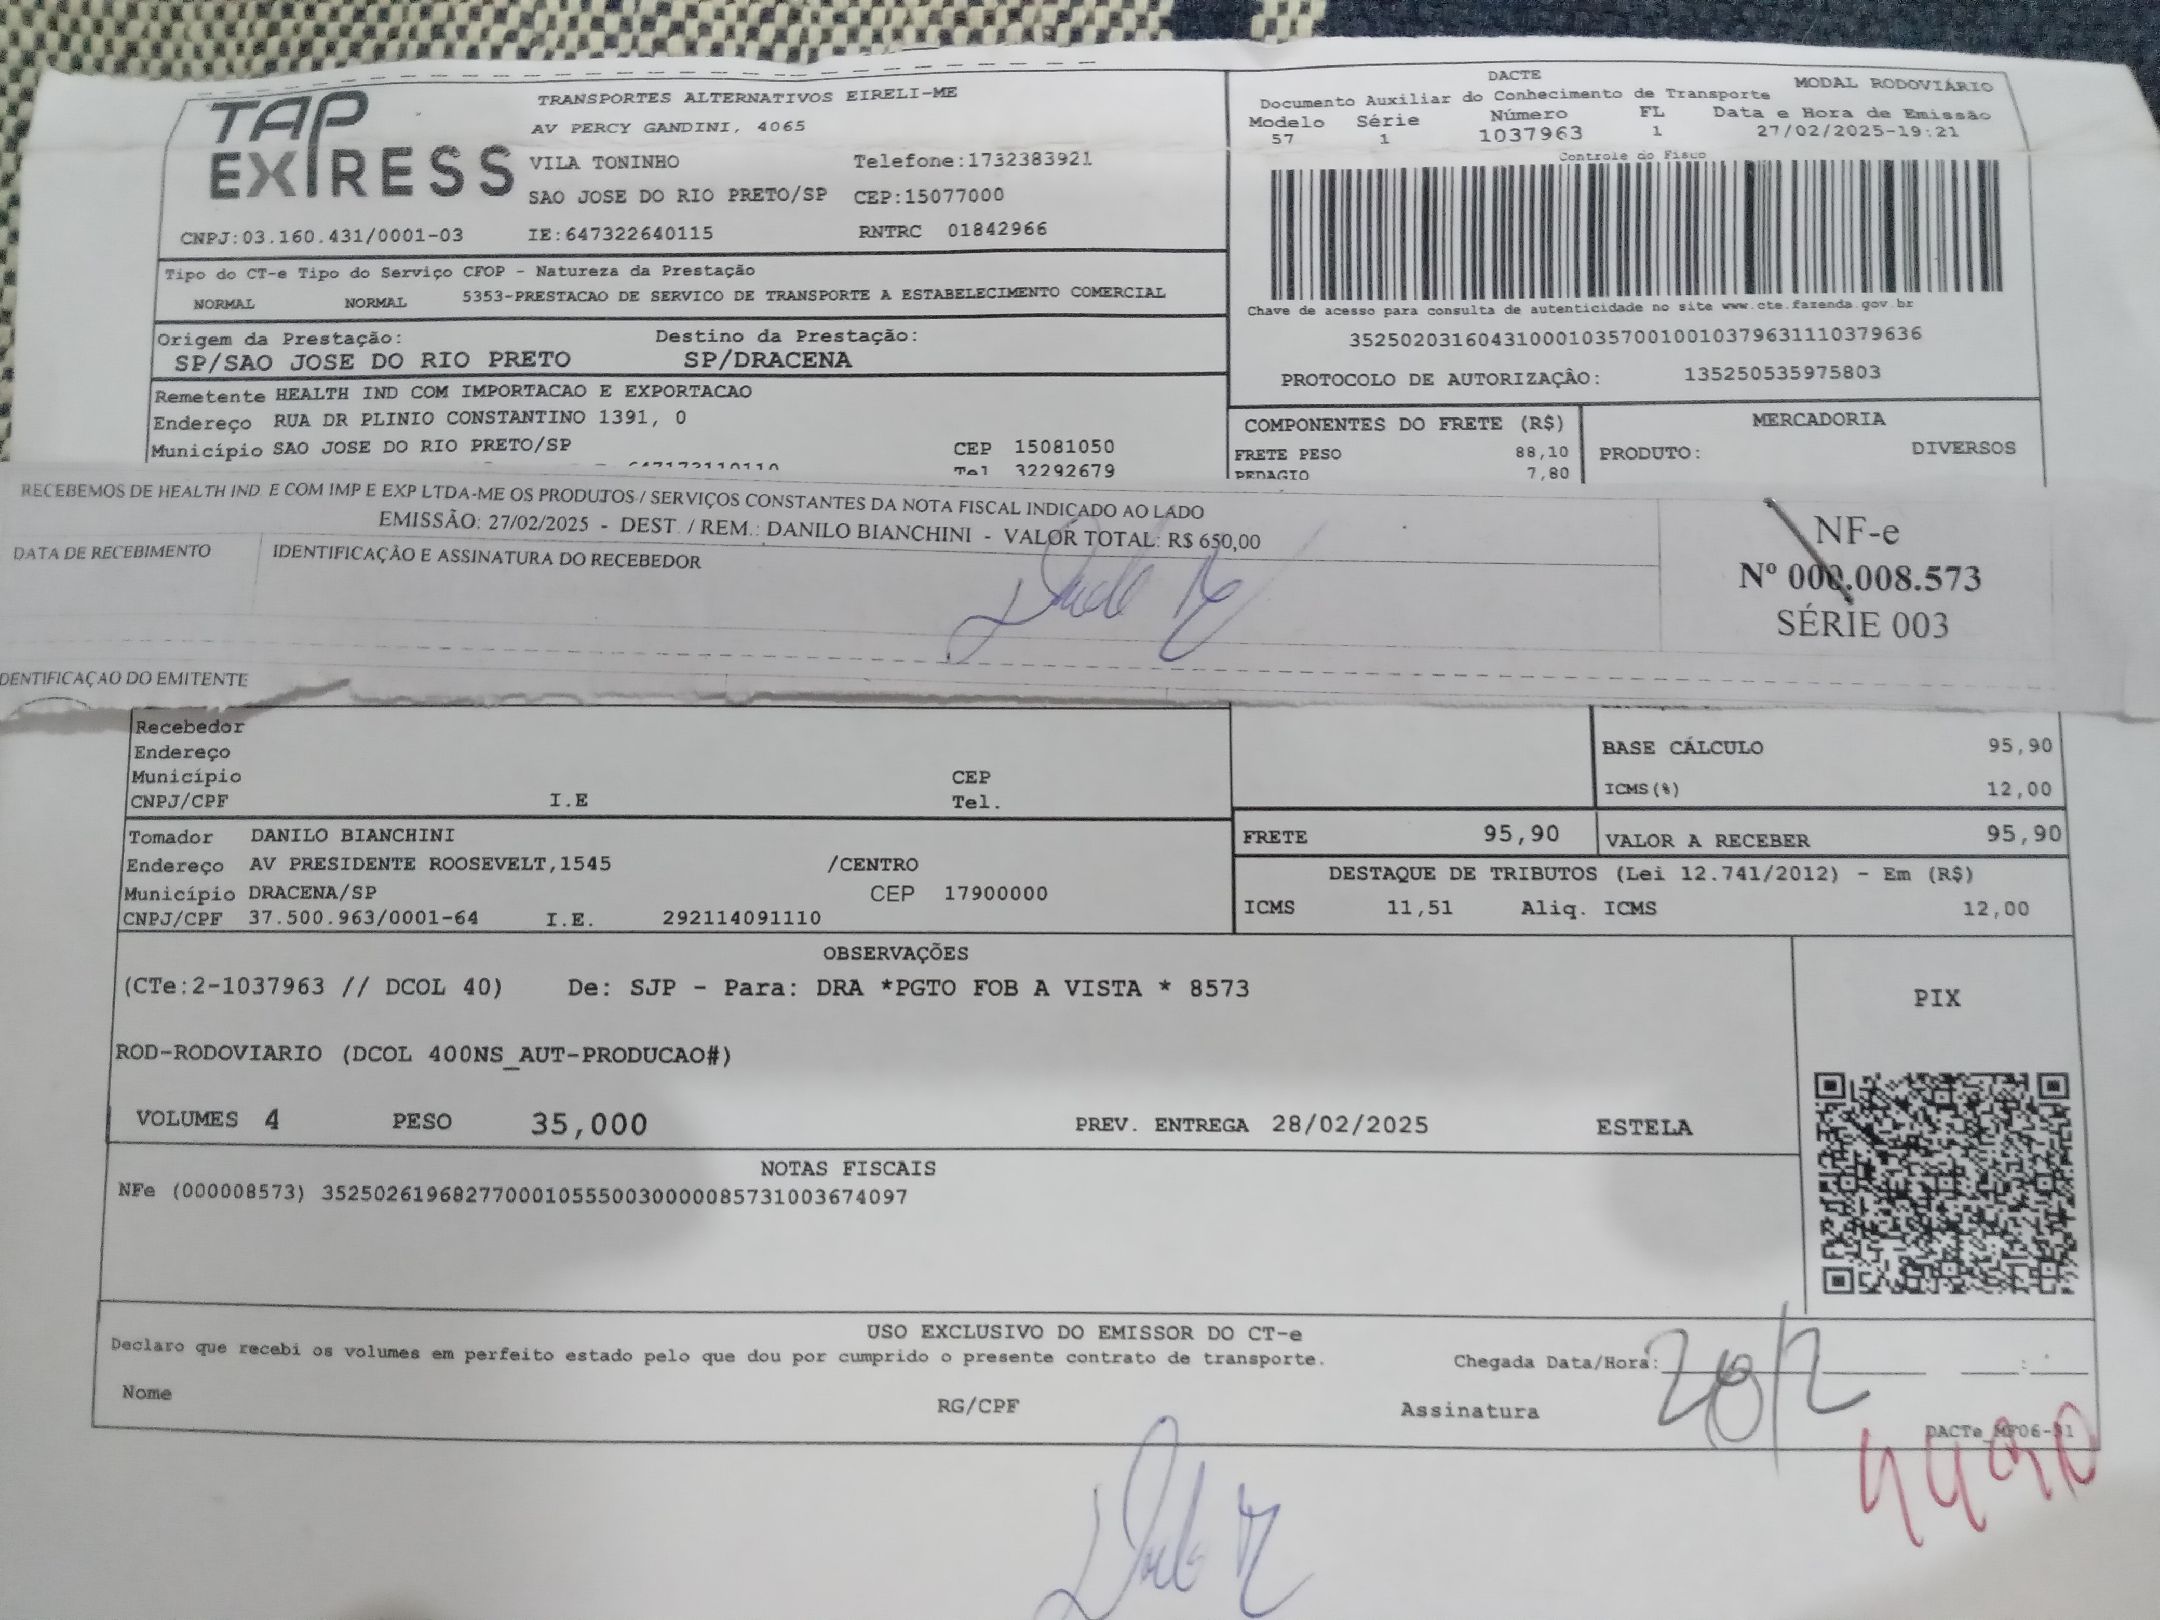 TAP EXPRESS
TRANSPORTES ALTERNATIVOS EIRELI-ME
AV PERCY GANDINI, 4065
VILA TONINHO Telefone:1732383921
SAO JOSE DO RIO PRETO/SP CEP:15077000
CNPJ:03.160.431/0001-03 IE:647322640115 RNTRC 01842966
DACTE MODAL RODOVIÁRIO
Documento Auxiliar do Conhecimento de Transporte
Modelo Série Número FL Data e Hora de Emissão
57 1 1037963 1 27/02/2025-19:21
Controle do Fisco
Chave de acesso para consulta de autenticidade no site www.cte.fazenda.gov.br
35250203160431000103570010010379631110379636
PROTOCOLO DE AUTORIZAÇÃO: 135250535975803
Tipo do CT-e Tipo do Serviço CFOP - Natureza da Prestação
NORMAL NORMAL 5353-PRESTACAO DE SERVICO DE TRANSPORTE A ESTABELECIMENTO COMERCIAL
Origem da Prestação: Destino da Prestação:
SP/SAO JOSE DO RIO PRETO SP/DRACENA
Remetente HEALTH IND COM IMPORTACAO E EXPORTACAO
Endereço RUA DR PLINIO CONSTANTINO 1391, 0
Município SAO JOSE DO RIO PRETO/SP CEP 15081050
Tel 32292679
COMPONENTES DO FRETE (R$) MERCADORIA
FRETE PESO 88,10 PRODUTO: DIVERSOS
PEDAGIO 7,80
RECEBEMOS DE HEALTH IND E COM IMP E EXP LTDA-ME OS PRODUTOS / SERVIÇOS CONSTANTES DA NOTA FISCAL INDICADO AO LADO
EMISSÃO: 27/02/2025 - DEST. / REM.: DANILO BIANCHINI - VALOR TOTAL: R$ 650,00
DATA DE RECEBIMENTO IDENTIFICAÇÃO E ASSINATURA DO RECEBEDOR
NF-e
Nº 000.008.573
SÉRIE 003
DENTIFICAÇAO DO EMITENTE
Recebedor
Endereço
Município CEP
CNPJ/CPF I.E Tel.
BASE CÁLCULO 95,90
ICMS(%) 12,00
Tomador DANILO BIANCHINI
Endereço AV PRESIDENTE ROOSEVELT,1545 /CENTRO
Município DRACENA/SP CEP 17900000
CNPJ/CPF 37.500.963/0001-64 I.E. 292114091110
FRETE 95,90 VALOR A RECEBER 95,90
DESTAQUE DE TRIBUTOS (Lei 12.741/2012) - Em (R$)
ICMS 11,51 Aliq. ICMS 12,00
OBSERVAÇÕES
(CTe:2-1037963 // DCOL 40) De: SJP - Para: DRA *PGTO FOB A VISTA * 8573
ROD-RODOVIARIO (DCOL 400NS_AUT-PRODUCAO#)
PIX
VOLUMES 4 PESO 35,000 PREV. ENTREGA 28/02/2025 ESTELA
NOTAS FISCAIS
NFe (000008573) 35250261968277000105550030000085731003674097
USO EXCLUSIVO DO EMISSOR DO CT-e
Declaro que recebi os volumes em perfeito estado pelo que dou por cumprido o presente contrato de transporte.
Chegada Data/Hora: 28/2
Nome RG/CPF Assinatura